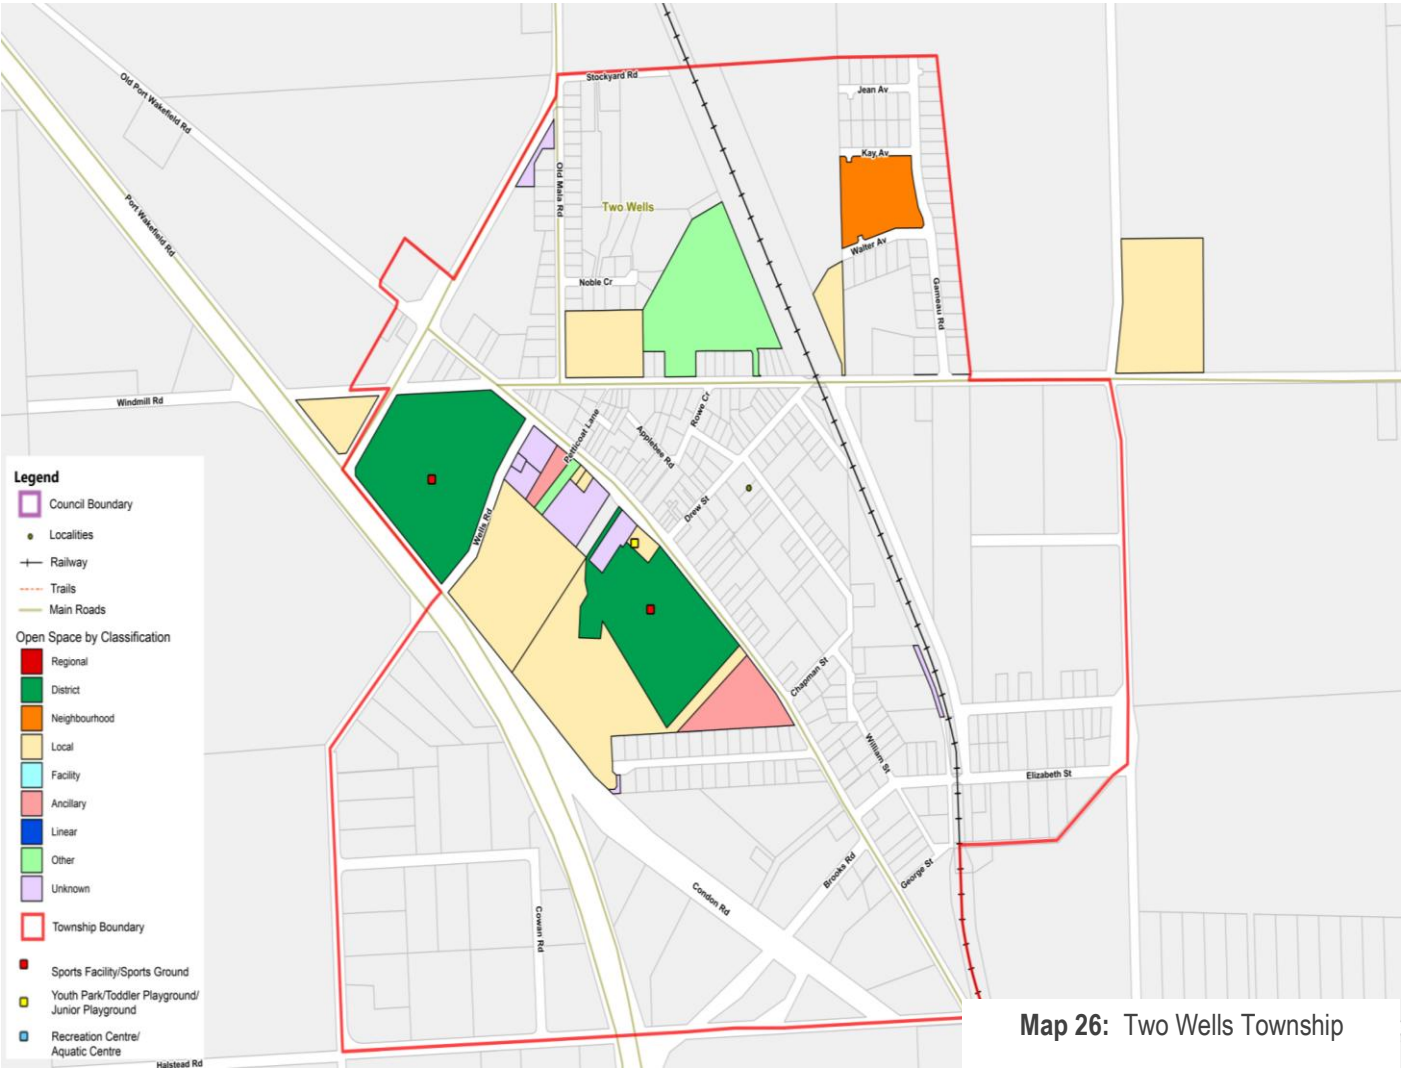 Stockyard Rd
Jean Av
Old Port Wakefield Rd
Kay Av
Old Mala Rd
Two Wells
Port Wakefield Rd
Walter Av
Noble Cr
Gameau Rd
Windmill Rd
Petticoat Lane
Rowe Cr
Applebee Rd
Wells Rd
Drew St
Chapman St
William St
Elizabeth St
Brooks Rd
George St
Condon Rd
Cowan Rd
Halstead Rd
Legend
Council Boundary
Localities
Railway
Trails
Main Roads
Open Space by Classification
Regional
District
Neighbourhood
Local
Facility
Ancillary
Linear
Other
Unknown
Township Boundary
Sports Facility/Sports Ground
Youth Park/Toddler Playground/
Junior Playground
Recreation Centre/
Aquatic Centre
Map 26: Two Wells Township